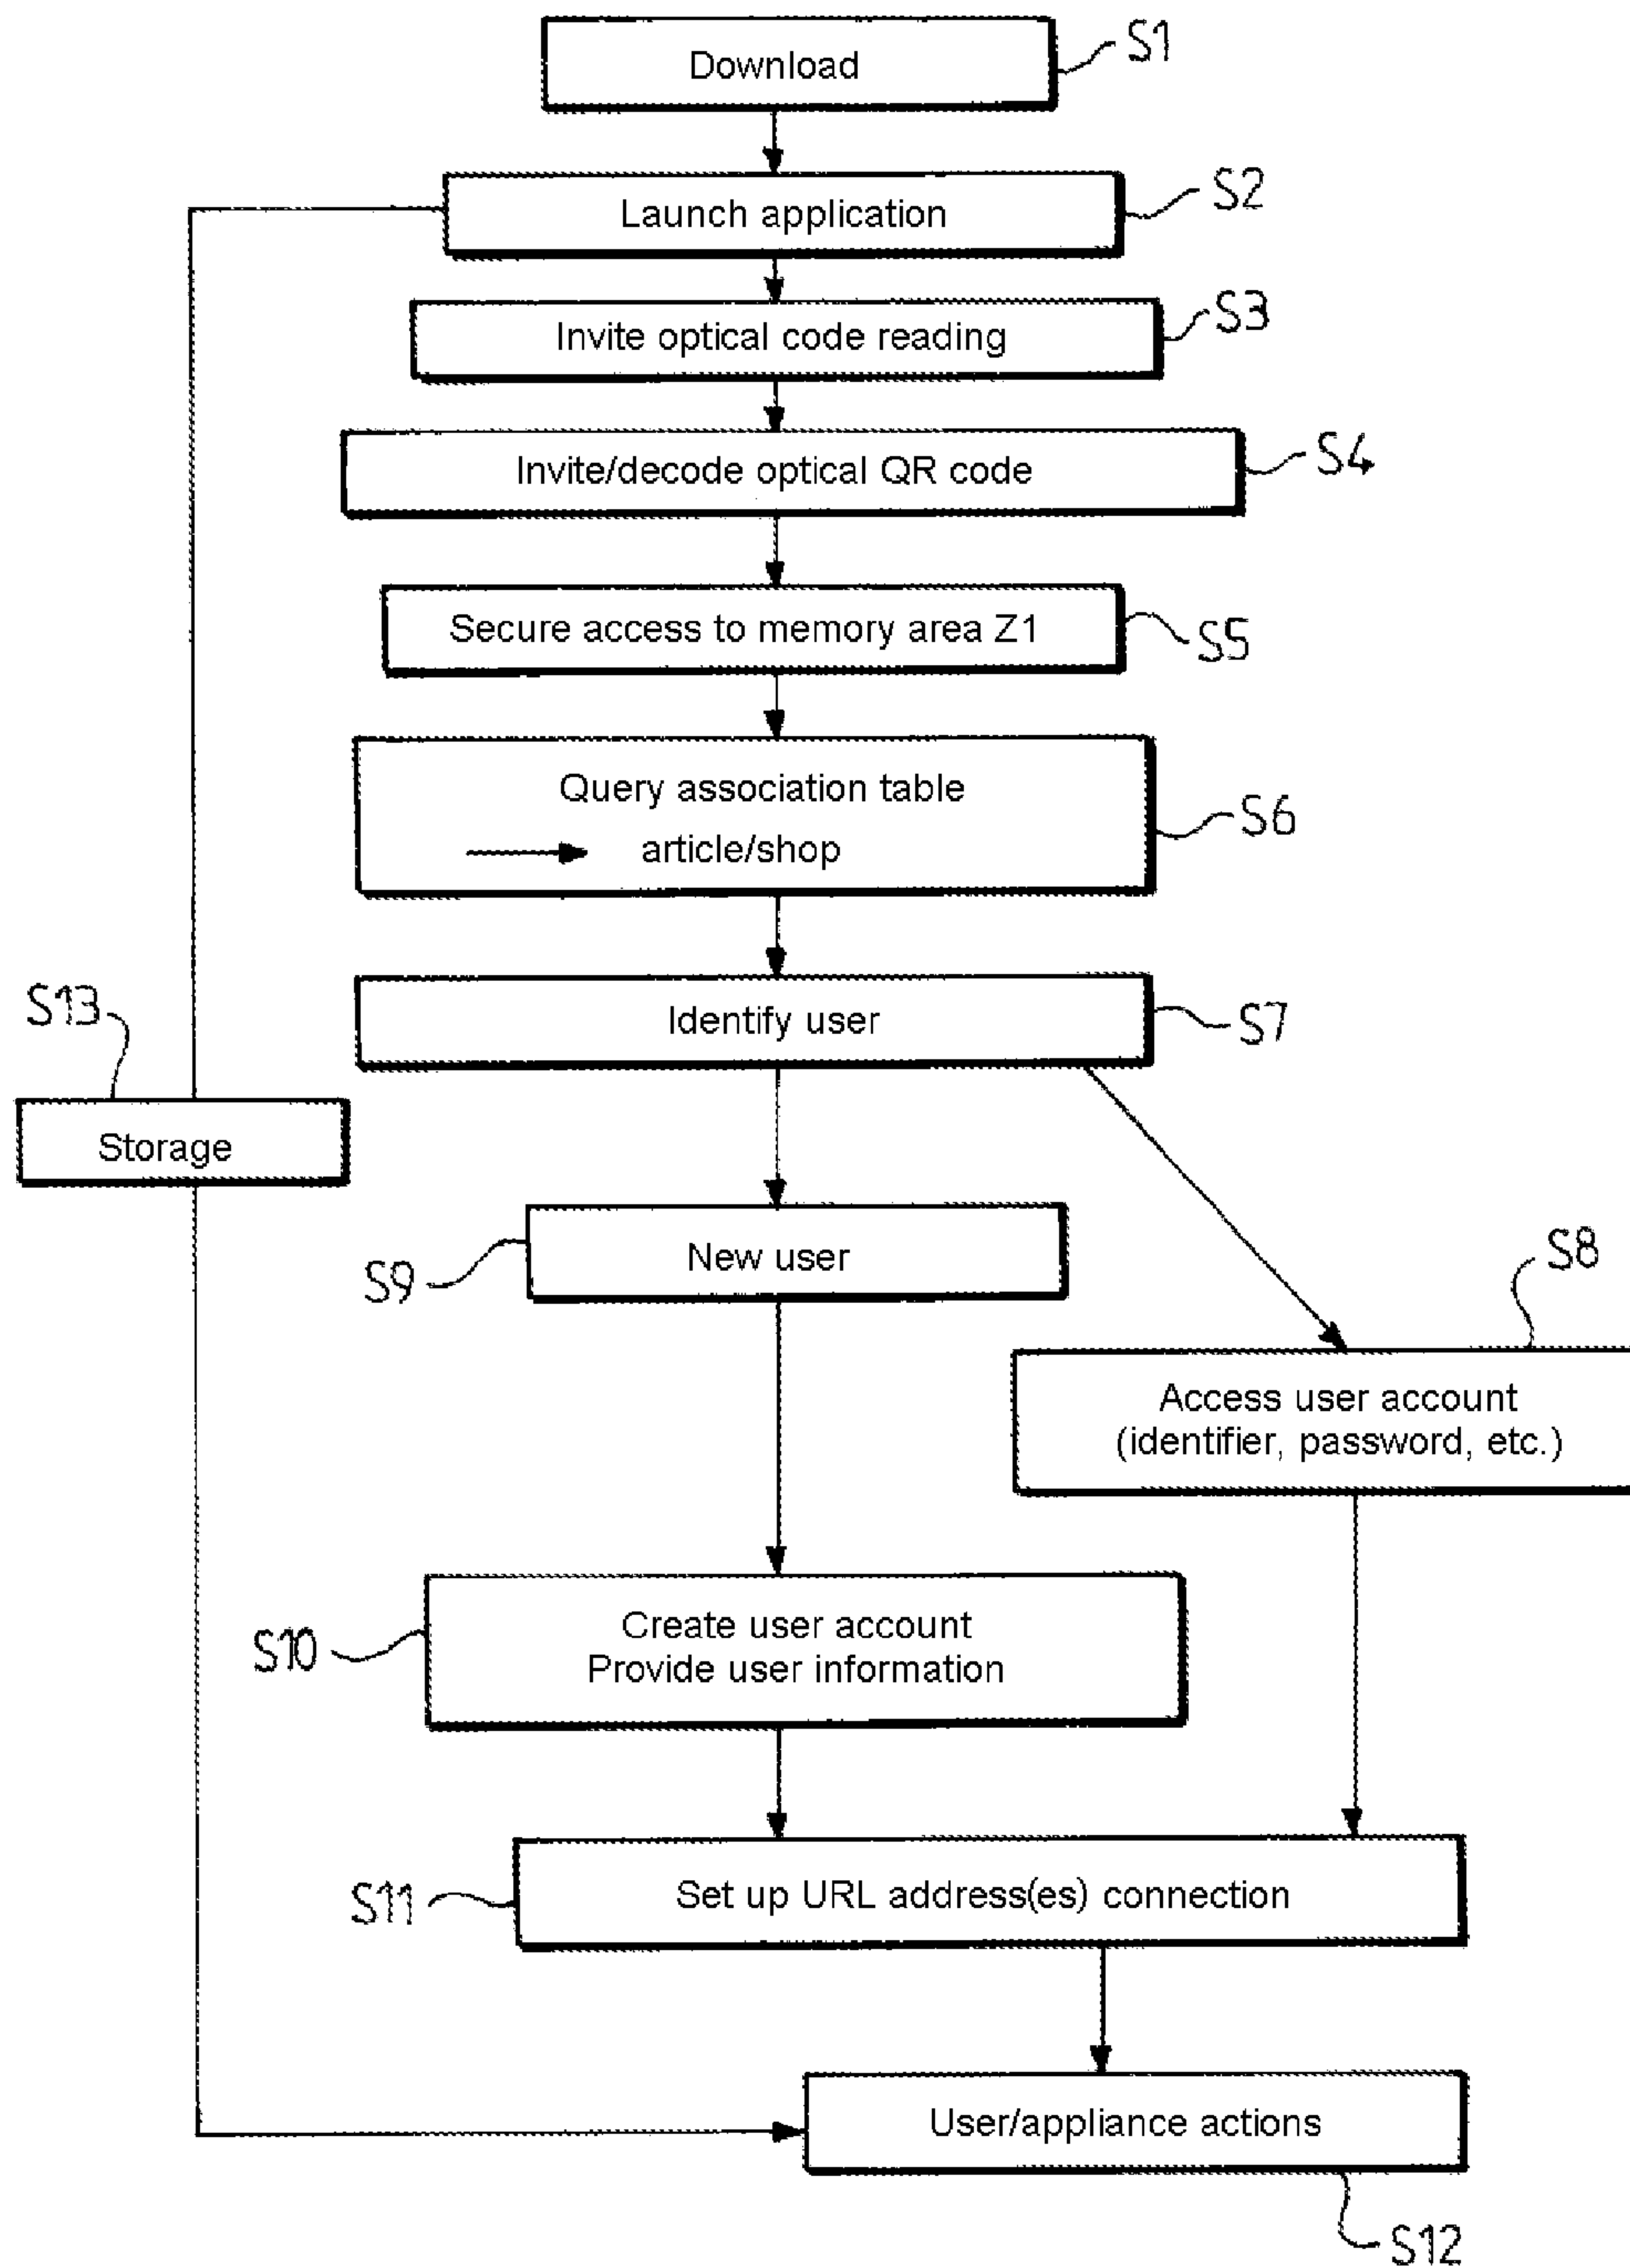 Download
S1
Launch application
S2
Invite optical code reading
S3
Invite/decode optical QR code
S4
Secure access to memory area Z1
S5
Query association table
article/shop
S6
Identify user
S7
S13
Storage
New user
S9
S8
Access user account
(identifier, password, etc.)
Create user account
Provide user information
S10
Set up URL address(es) connection
S11
User/appliance actions
S12